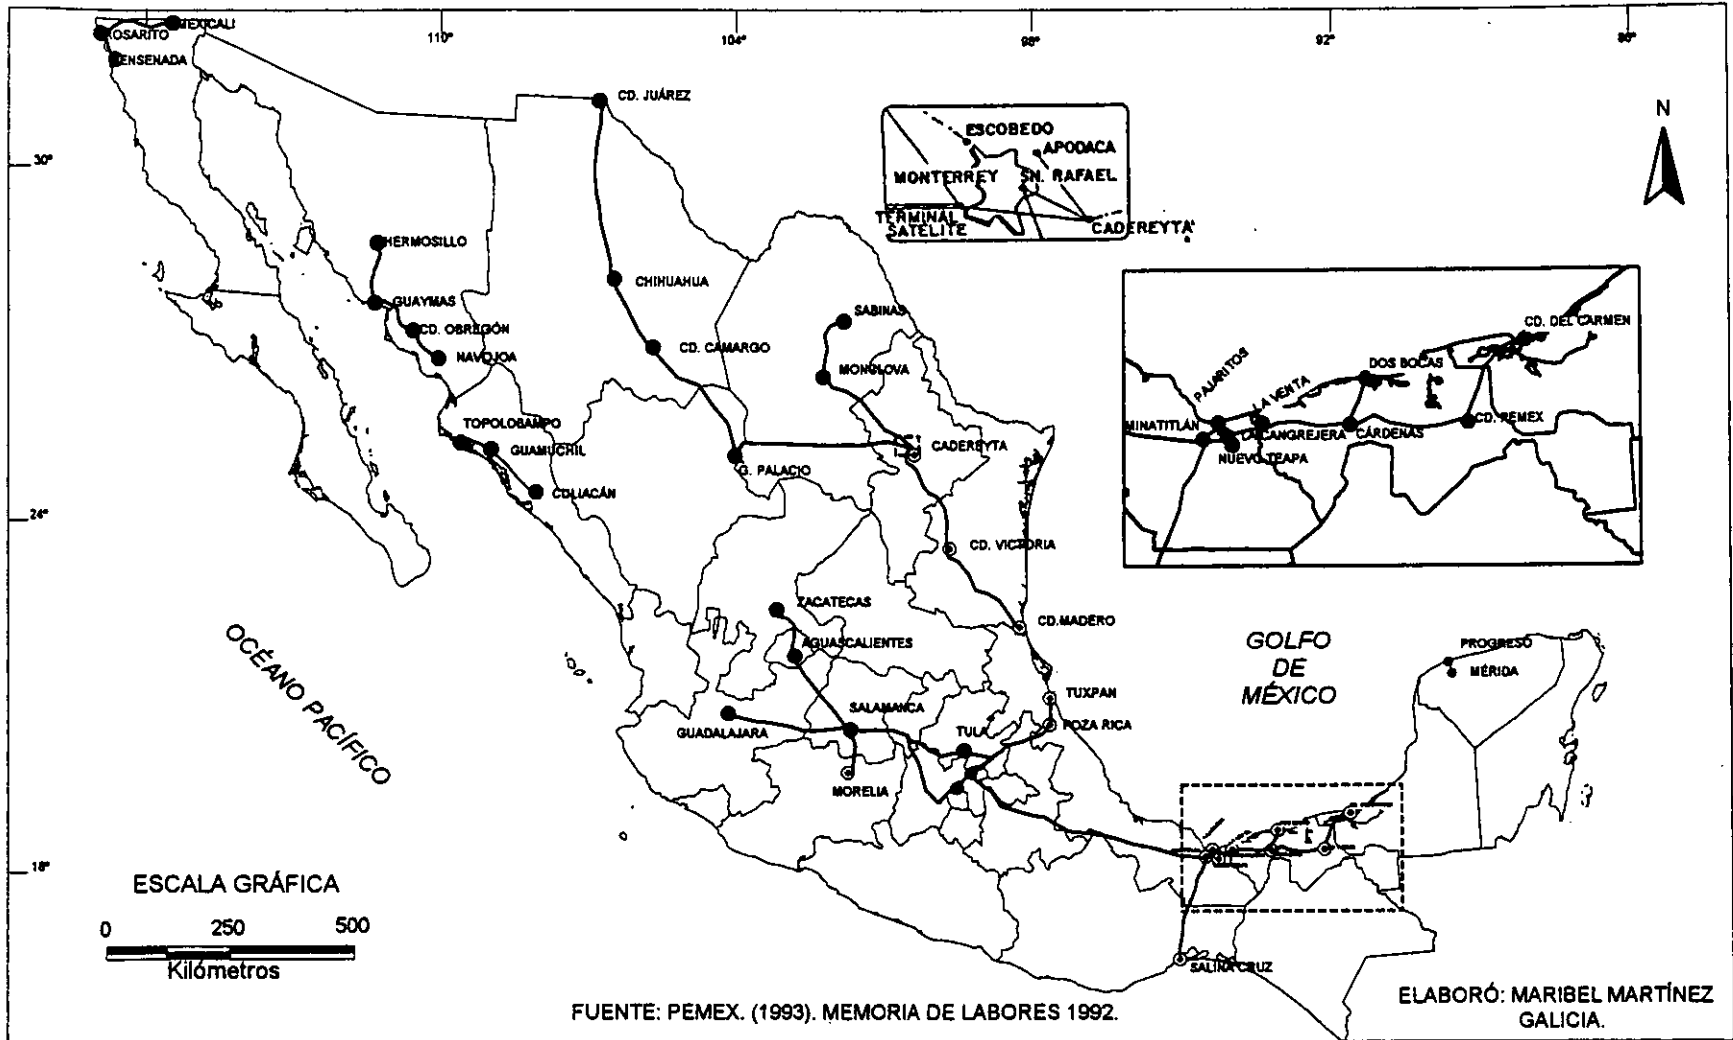 110°
104°
98°
92°
86°
MEXICALI
ROSARITO
ENSENADA
CD. JUÁREZ
N
30°
ESCOBEDO
APODACA
MONTERREY
SN. RAFAEL
TERMINAL
SATÉLITE
CADEREYTA
HERMOSILLO
GUAYMAS
CD. OBREGÓN
NAVOJOA
CHIHUAHUA
CD. CAMARGO
SABINAS
MONCLOVA
CD. DEL CARMEN
DOS BOCAS
PAJARITOS
LA VENTA
MINATITLÁN
LA CANGREJERA
CÁRDENAS
CD. PEMEX
NUEVO TEAPA
TOPOLOBAMPO
GUAMUCHIL
CULIACÁN
CADEREYTA
G. PALACIO
24°
CD. VICTORIA
ZACATECAS
CD.MADERO
AGUASCALIENTES
OCÉANO PACÍFICO
GOLFO
DE
MÉXICO
PROGRESO
MÉRIDA
TUXPAN
SALAMANCA
GUADALAJARA
TULA
POZA RICA
MORELIA
18°
ESCALA GRÁFICA
0 250 500
Kilómetros
SALINA CRUZ
FUENTE: PEMEX. (1993). MEMORIA DE LABORES 1992.
ELABORÓ: MARIBEL MARTÍNEZ
GALICIA.